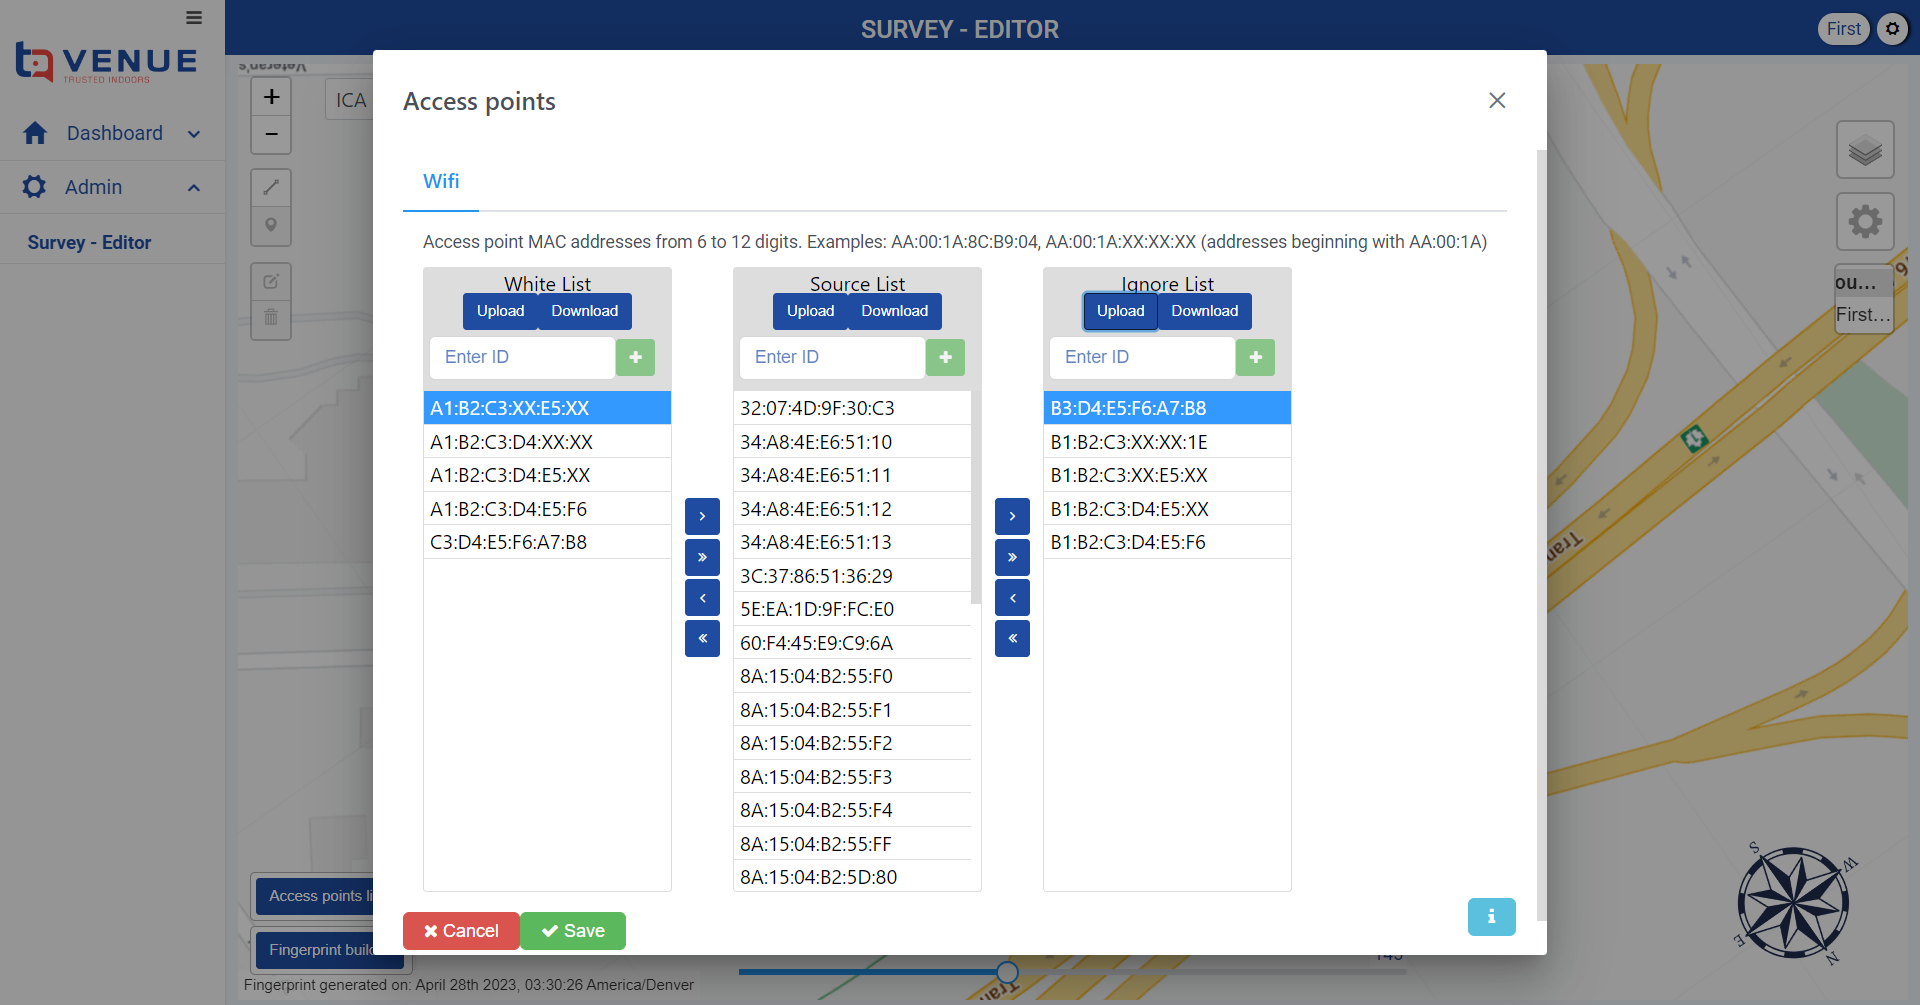 SURVEY - EDITOR
First
VENUE
TRUSTED INDOORS
Dashboard
Admin
Survey - Editor
Veteran's
+
−
ICA
Access points
Wifi
Access point MAC addresses from 6 to 12 digits. Examples: AA:00:1A:8C:B9:04, AA:00:1A:XX:XX:XX (addresses beginning with AA:00:1A)
White List
Upload Download
Enter ID
A1:B2:C3:XX:E5:XX
A1:B2:C3:D4:XX:XX
A1:B2:C3:D4:E5:XX
A1:B2:C3:D4:E5:F6
C3:D4:E5:F6:A7:B8
Source List
Upload Download
Enter ID
32:07:4D:9F:30:C3
34:A8:4E:E6:51:10
34:A8:4E:E6:51:11
34:A8:4E:E6:51:12
34:A8:4E:E6:51:13
3C:37:86:51:36:29
5E:EA:1D:9F:FC:E0
60:F4:45:E9:C9:6A
8A:15:04:B2:55:F0
8A:15:04:B2:55:F1
8A:15:04:B2:55:F2
8A:15:04:B2:55:F3
8A:15:04:B2:55:F4
8A:15:04:B2:55:FF
8A:15:04:B2:5D:80
Ignore List
Upload Download
Enter ID
B3:D4:E5:F6:A7:B8
B1:B2:C3:XX:XX:1E
B1:B2:C3:XX:E5:XX
B1:B2:C3:D4:E5:XX
B1:B2:C3:D4:E5:F6
Cancel Save
ou...
First...
Tran
S
W
E
N
Access points li
Fingerprint builc
Fingerprint generated on: April 28th 2023, 03:30:26 America/Denver
Trans